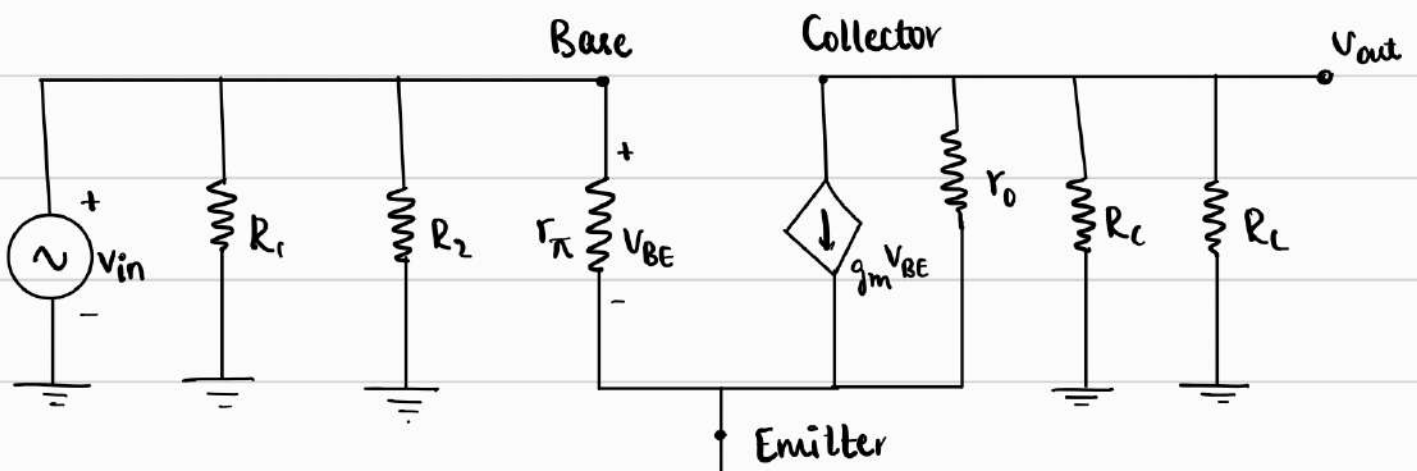 Base
Collector
Vout
+
Vin
-
R1
R2
rπ
+
VBE
-
gmVBE
r0
RC
RL
Emitter